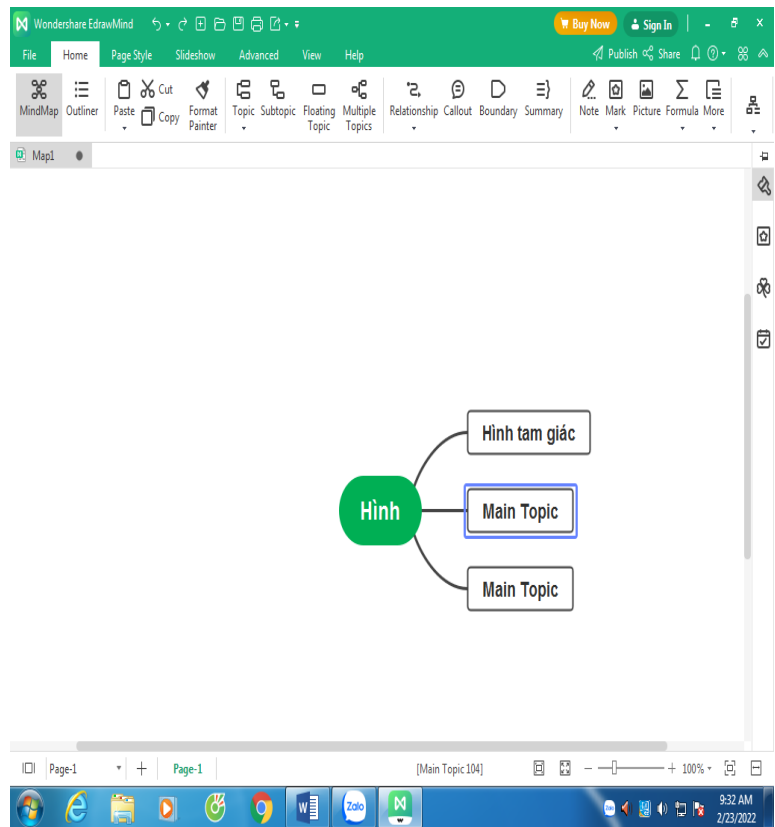 Wondershare EdrawMind
Buy Now
Sign In
File Home Page Style Slideshow Advanced View Help
Publish Share
MindMap Outliner Paste Cut Copy Format Painter Topic Subtopic Floating Topic Multiple Topics Relationship Callout Boundary Summary Note Mark Picture Formula More
Map1
Hình tam giác
Hình
Main Topic
Main Topic
Page-1 Page-1 [Main Topic 104] 100%
W Zalo Zalo 9:32 AM
2/23/2022